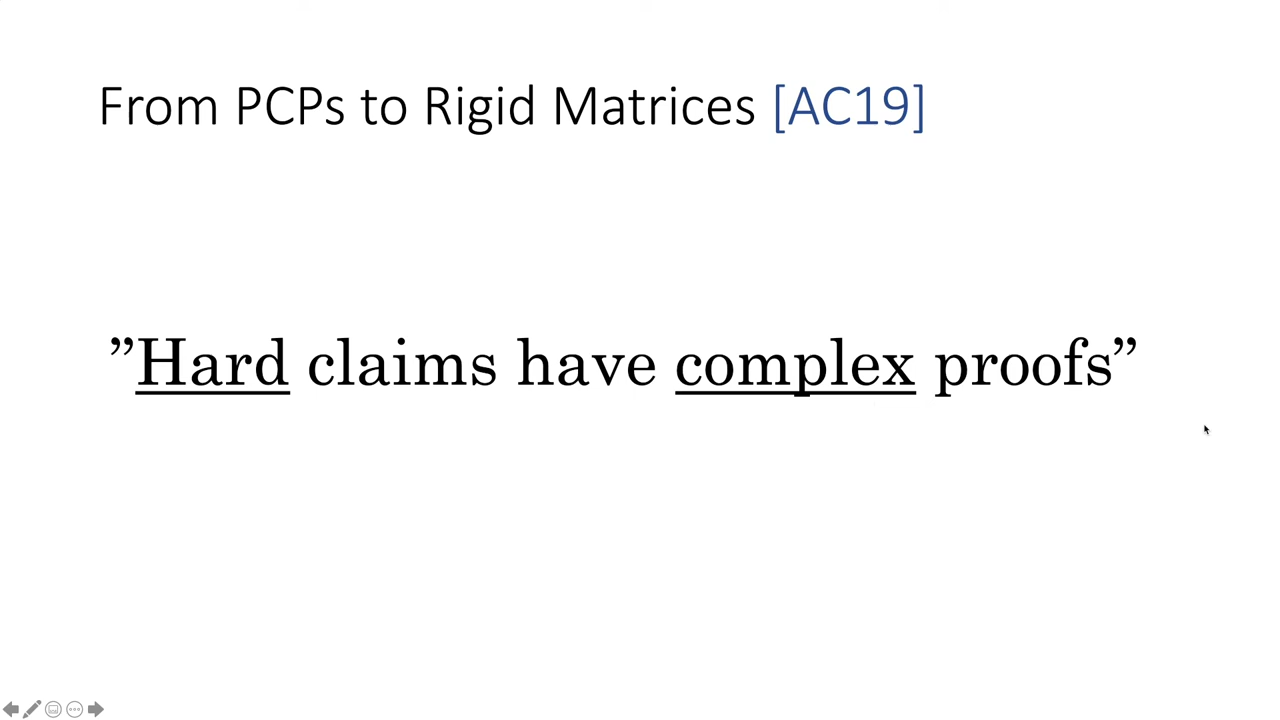 From PCPs to Rigid Matrices [AC19]
”Hard claims have complex proofs”